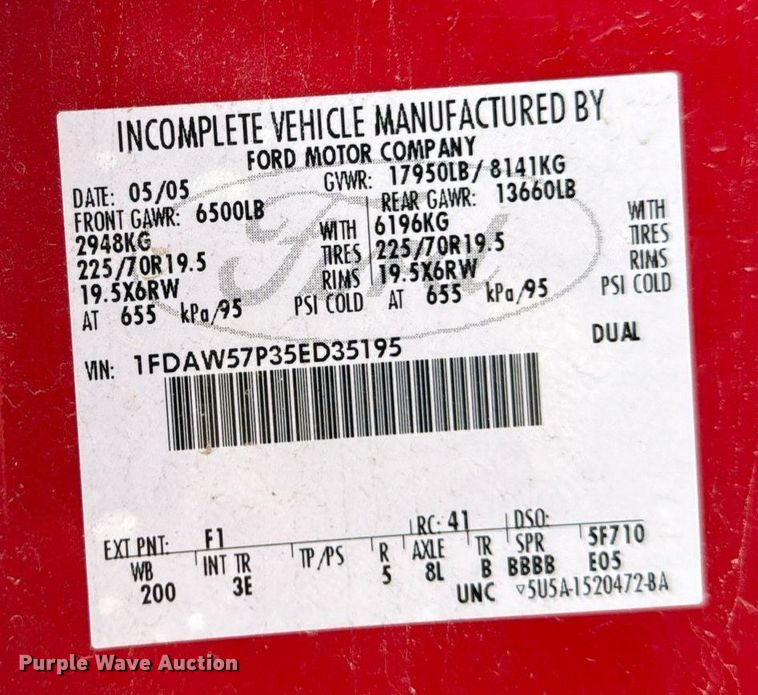 INCOMPLETE VEHICLE MANUFACTURED BY
FORD MOTOR COMPANY
DATE: 05/05 GVWR: 17950LB/ 8141KG
FRONT GAWR: 6500LB REAR GAWR: 13660LB
2948KG WITH 6196KG WITH
225/70R19.5 TIRES 225/70R19.5 TIRES
19.5X6RW RIMS 19.5X6RW RIMS
AT 655 kPa/95 PSI COLD AT 655 kPa/95 PSI COLD
Ford
VIN: 1FDAW57P35ED35195 DUAL
EXT PNT: F1 RC: 41 DSO: 5F710
WB INT TR TP/PS R AXLE TR SPR E05
200 3E 5 8L B BBBB
UNC ▽5U5A-1520472-BA
Purple Wave Auction